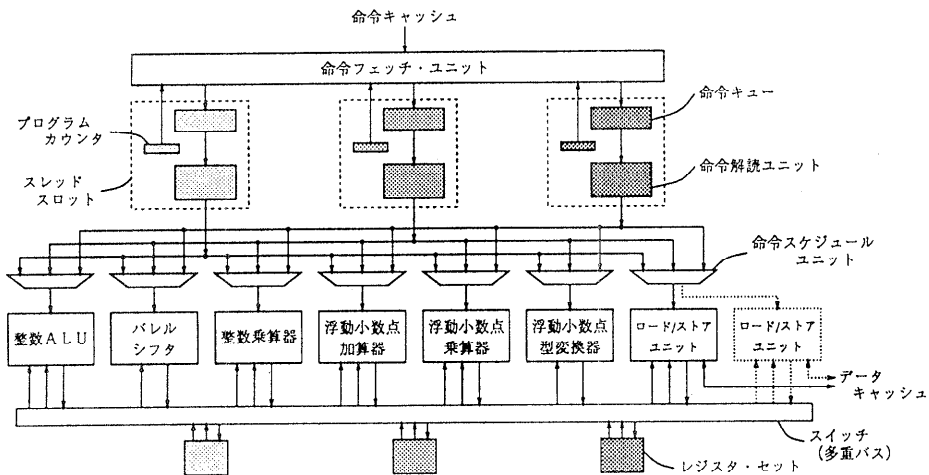 命令キャッシュ
命令フェッチ・ユニット
プログラム
カウンタ
スレッド
スロット
命令キュー
命令解読ユニット
命令スケジュール
ユニット
整数ALU
バレル
シフタ
整数乗算器
浮動小数点
加算器
浮動小数点
乗算器
浮動小数点
型変換器
ロード/ストア
ユニット
ロード/ストア
ユニット
データ
キャッシュ
スイッチ
(多重バス)
レジスタ・セット